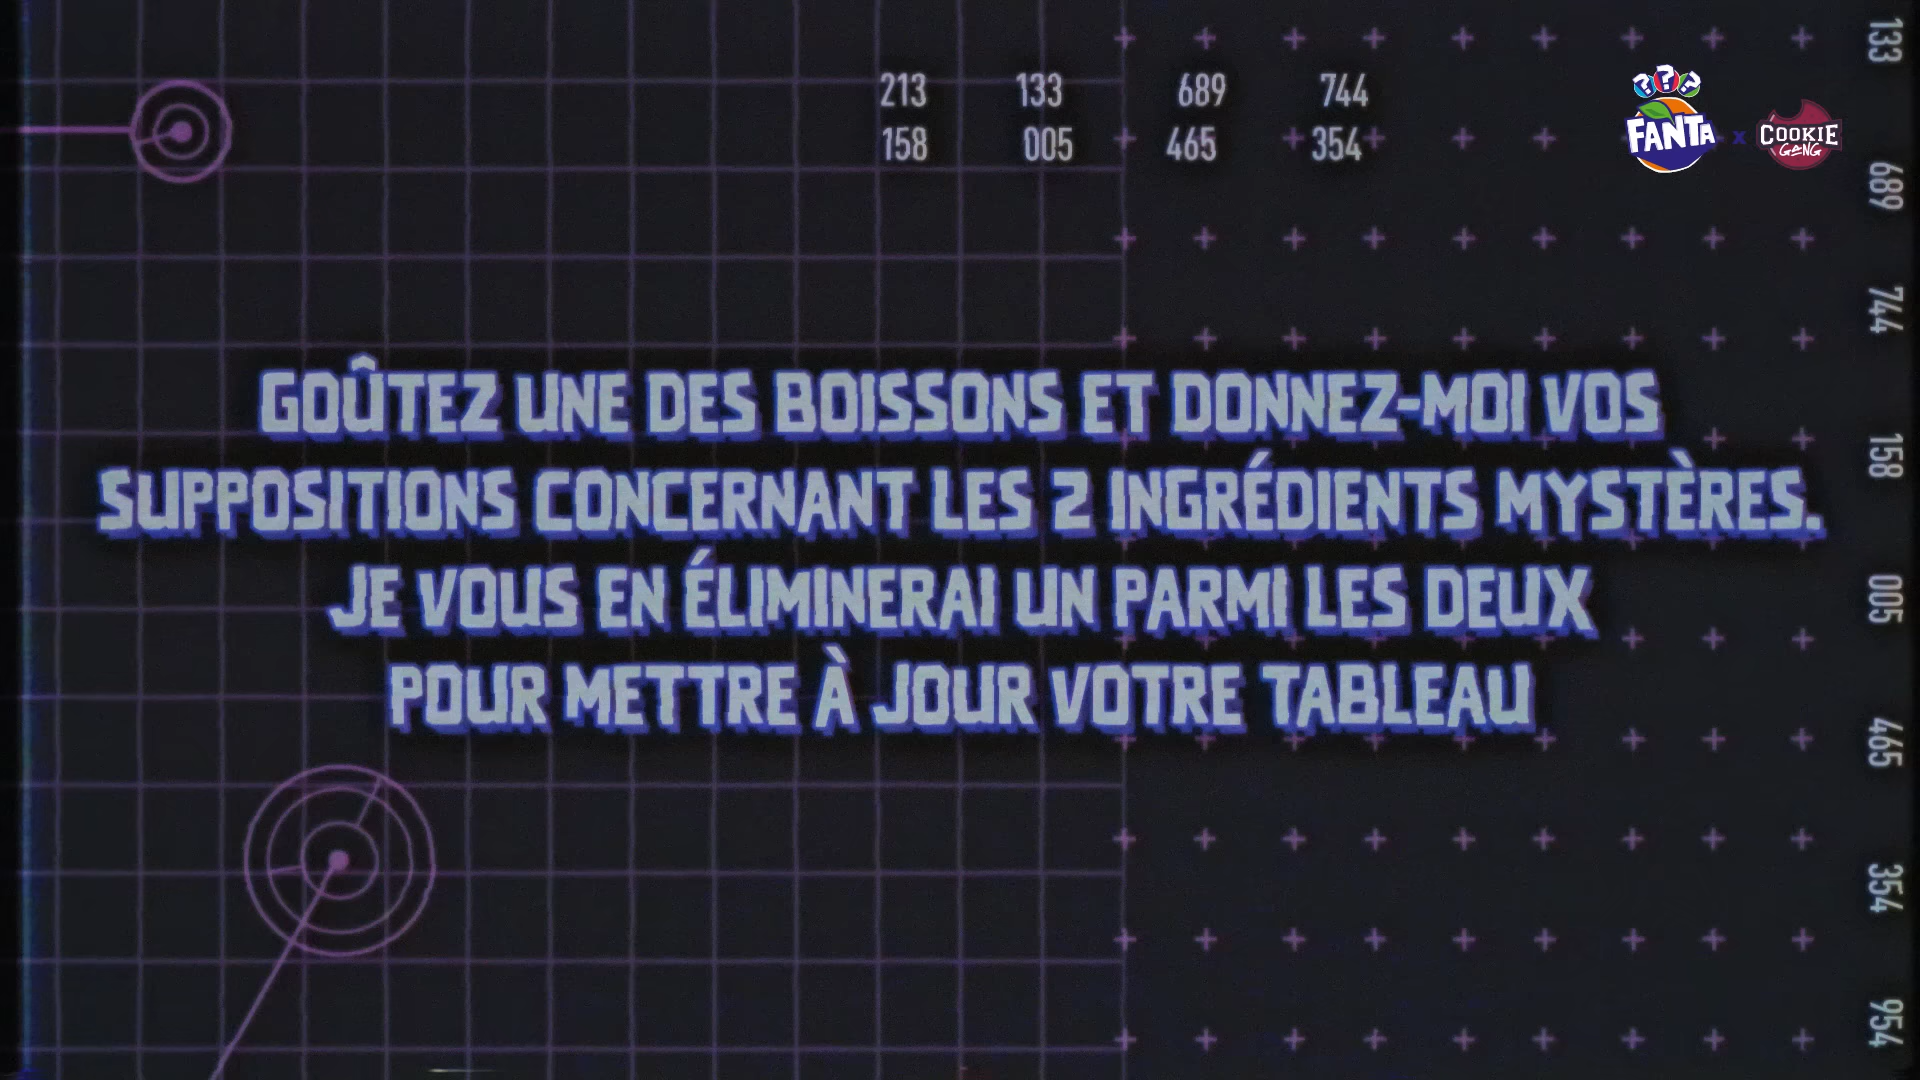 213 133 689 744
158 005 465 354
? ? ?
FANTA x COOKIE GANG
GOÛTEZ UNE DES BOISSONS ET DONNEZ-MOI VOS
SUPPOSITIONS CONCERNANT LES 2 INGRÉDIENTS MYSTÈRES.
JE VOUS EN ÉLIMINERAI UN PARMI LES DEUX
POUR METTRE À JOUR VOTRE TABLEAU
133
689
744
158
005
465
354
954